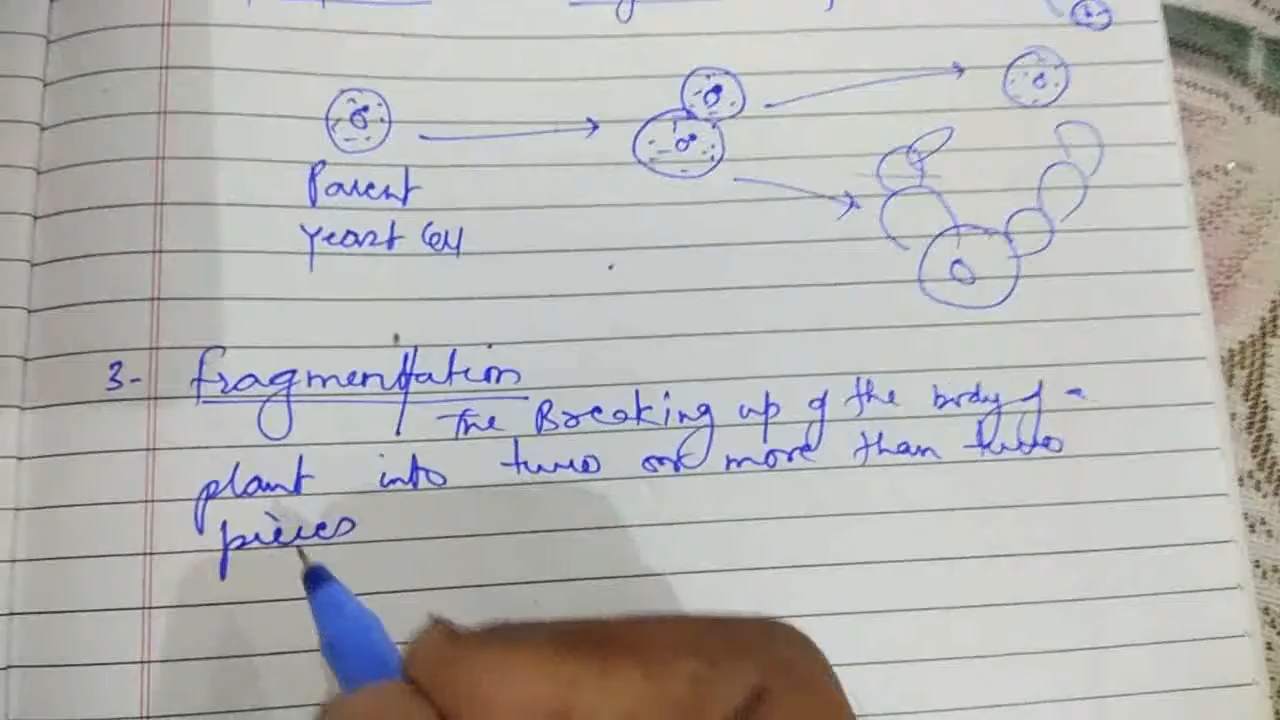 Parent
yeast Cell
3- fragmentation
The Breaking up of the body of a
plant into two or more than two
pieces